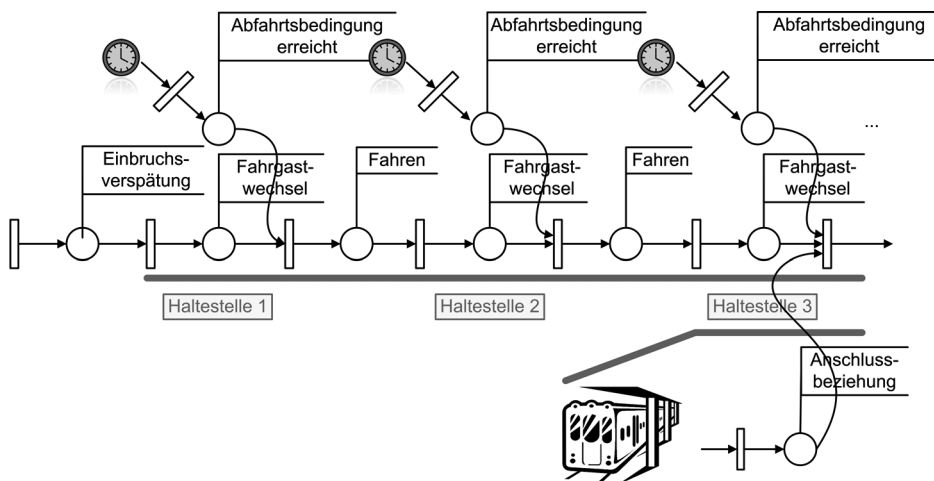 Abfahrtsbedingung
erreicht
Abfahrtsbedingung
erreicht
Abfahrtsbedingung
erreicht
...
Einbruchs-
verspätung
Fahrgast-
wechsel
Fahren
Fahrgast-
wechsel
Fahren
Fahrgast-
wechsel
Haltestelle 1
Haltestelle 2
Haltestelle 3
Anschluss-
beziehung